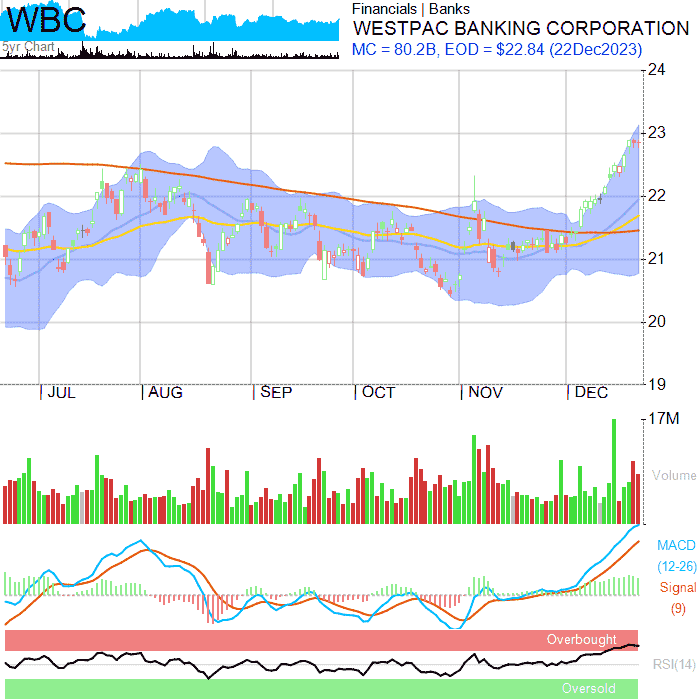 WBC
5yr Chart
Financials | Banks
WESTPAC BANKING CORPORATION
MC = 80.2B, EOD = $22.84 (22Dec2023)
24
23
22
21
20
19
JUL AUG SEP OCT NOV DEC
17M
Volume
MACD
(12-26)
Signal
(9)
Overbought
RSI(14)
Oversold